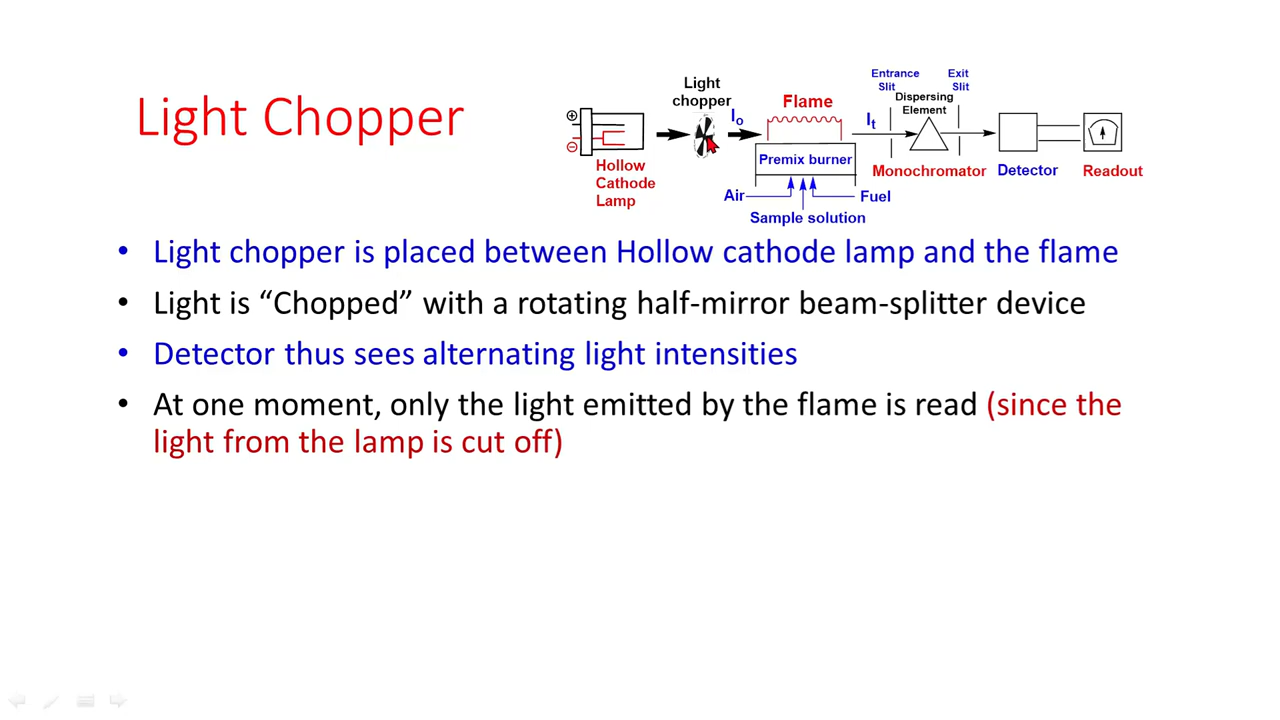 Light Chopper
Light
chopper
I₀
Flame
Iₜ
Entrance
Slit
Exit
Slit
Dispersing
Element
⊕
⊖
Hollow
Cathode
Lamp
Premix burner
Air
Fuel
Sample solution
Monochromator
Detector
Readout
• Light chopper is placed between Hollow cathode lamp and the flame
• Light is “Chopped” with a rotating half-mirror beam-splitter device
• Detector thus sees alternating light intensities
• At one moment, only the light emitted by the flame is read (since the
light from the lamp is cut off)